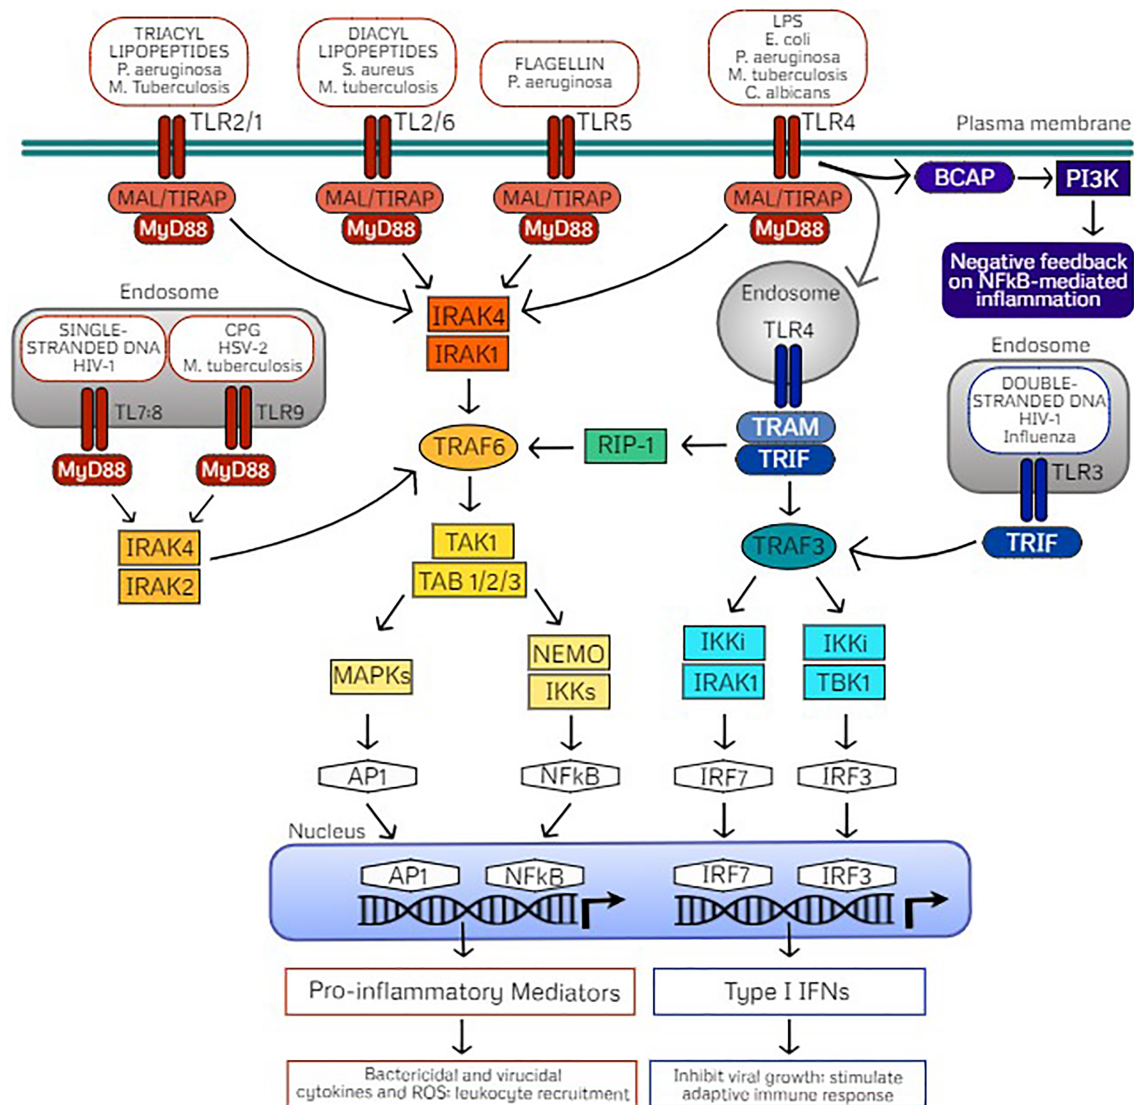 TRIACYL
LIPOPEPTIDES
P. aeruginosa
M. Tuberculosis
DIACYL
LIPOPEPTIDES
S. aureus
M. tuberculosis
FLAGELLIN
P. aeruginosa
LPS
E. coli
P. aeruginosa
M. tuberculosis
C. albicans
TLR2/1
TL2/6
TLR5
TLR4
Plasma membrane
MAL/TIRAP
MyD88
MAL/TIRAP
MyD88
MAL/TIRAP
MyD88
MAL/TIRAP
MyD88
BCAP
PI3K
Negative feedback
on NFkB-mediated
inflammation
Endosome
SINGLE-
STRANDED DNA
HIV-1
CPG
HSV-2
M. tuberculosis
TL7:8
TLR9
MyD88
MyD88
IRAK4
IRAK2
IRAK4
IRAK1
TRAF6
RIP-1
Endosome
TLR4
TRAM
TRIF
Endosome
DOUBLE-
STRANDED DNA
HIV-1
Influenza
TLR3
TRIF
TRAF3
TAK1
TAB 1/2/3
MAPKs
NEMO
IKKs
IKKi
IRAK1
IKKi
TBK1
AP1
NFkB
IRF7
IRF3
Nucleus
AP1
NFkB
IRF7
IRF3
Pro-inflammatory Mediators
Type I IFNs
Bactericidal and virucidal
cytokines and ROS: leukocyte recruitment
Inhibit viral growth: stimulate
adaptive immune response